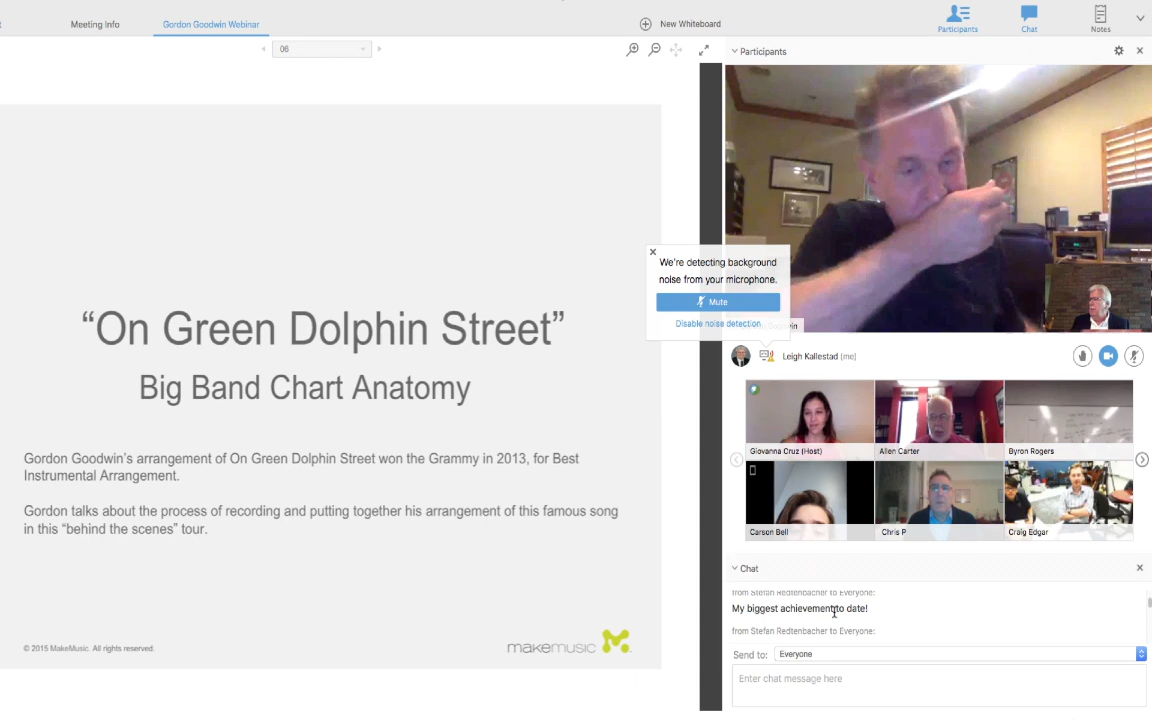 Meeting Info
Gordon Goodwin Webinar
New Whiteboard
Participants
Chat
Notes
06
Participants
We're detecting background
noise from your microphone.
Mute
Disable noise detection
“On Green Dolphin Street”
Big Band Chart Anatomy
Gordon Goodwin's arrangement of On Green Dolphin Street won the Grammy in 2013, for Best
Instrumental Arrangement.
Gordon talks about the process of recording and putting together his arrangement of this famous song
in this “behind the scenes” tour.
© 2015 MakeMusic. All rights reserved.
makemusic
Leigh Kallestad (me)
Giovanna Cruz (Host)
Allen Carter
Byron Rogers
Carson Bell
Chris P
Craig Edgar
Chat
from Stefan Redtenbacher to Everyone:
My biggest achievement to date!
from Stefan Redtenbacher to Everyone:
Send to:
Everyone
Enter chat message here